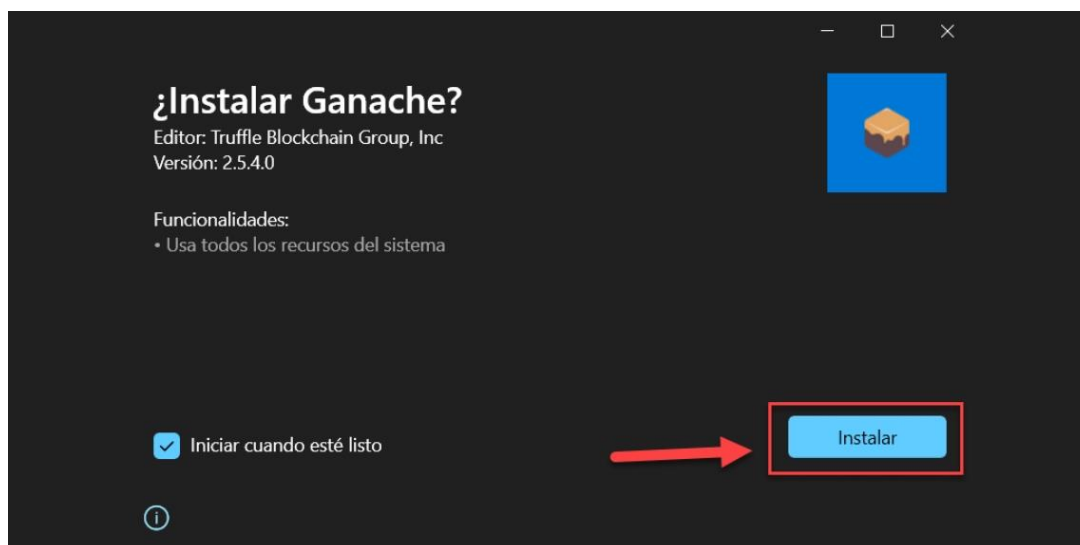 ¿Instalar Ganache?
Editor: Truffle Blockchain Group, Inc
Versión: 2.5.4.0
Funcionalidades:
• Usa todos los recursos del sistema
Iniciar cuando esté listo
Instalar